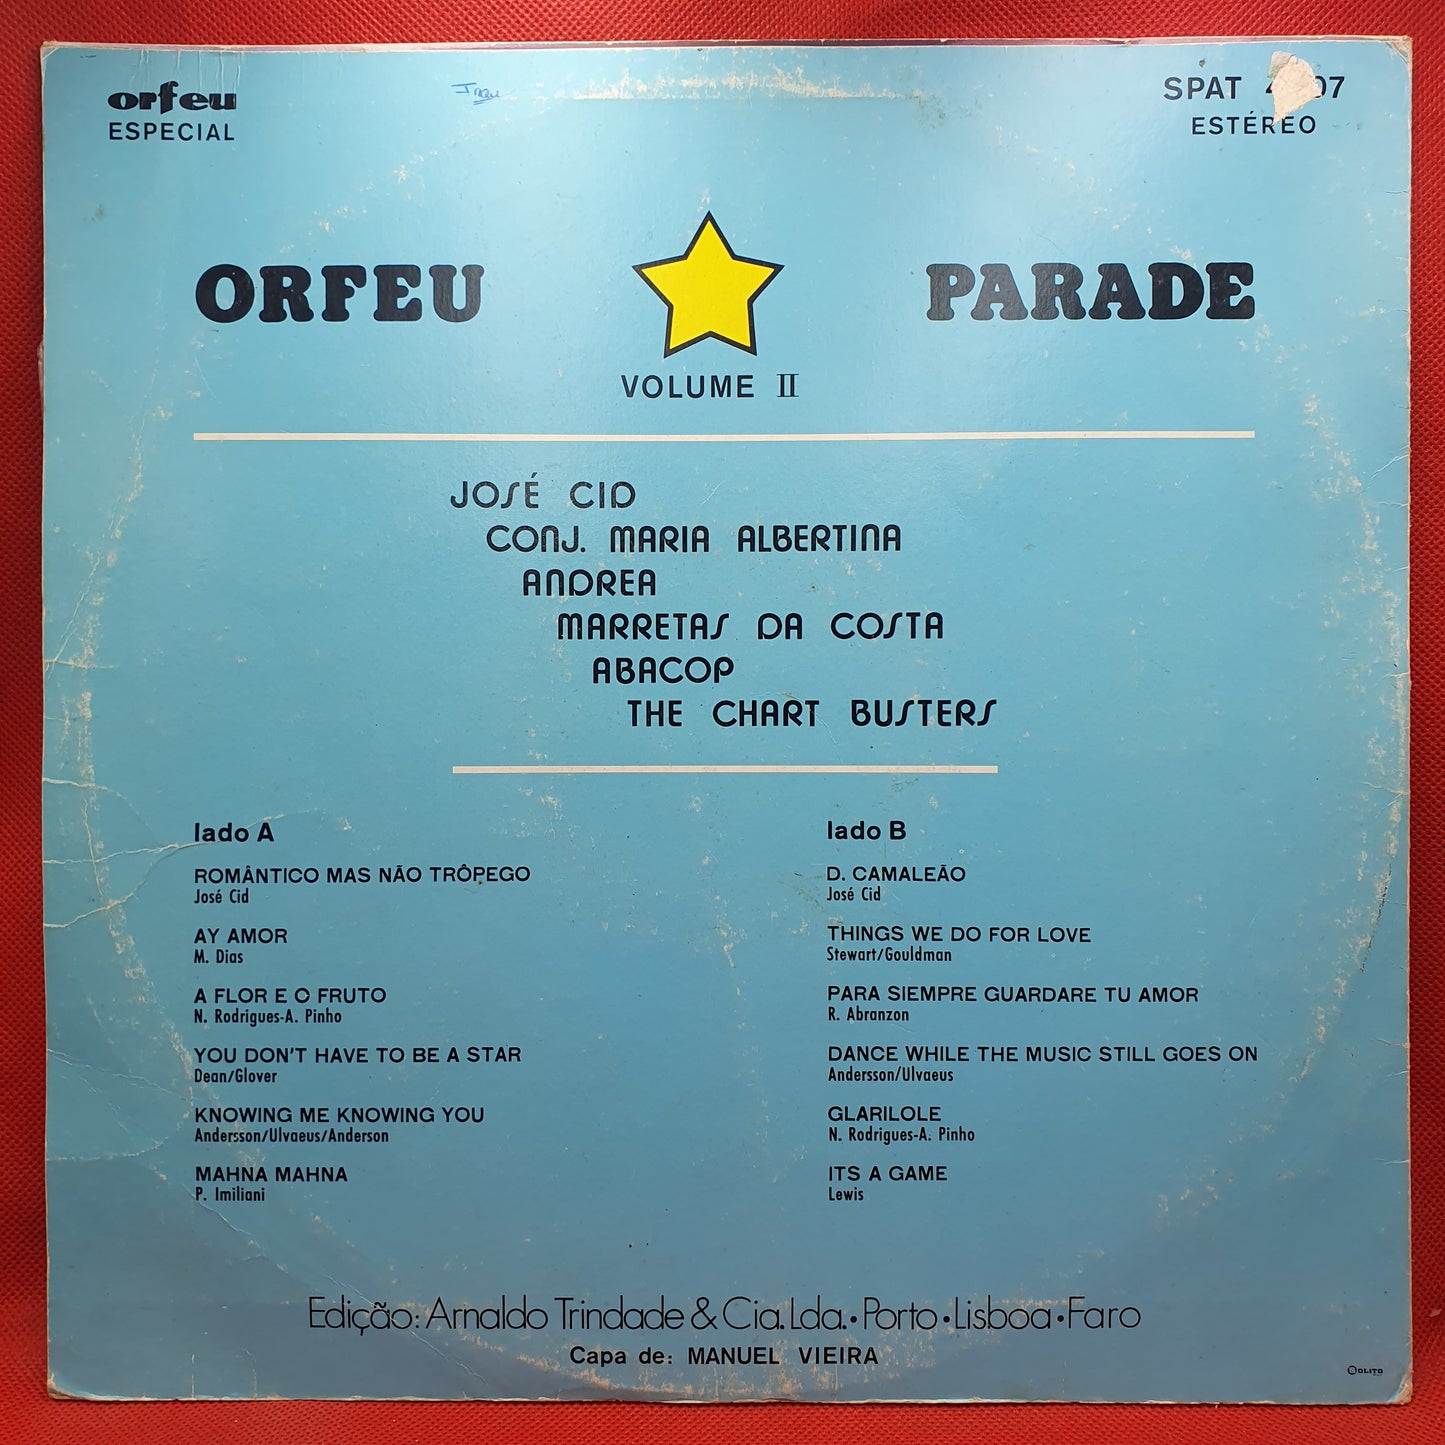 orfeu
ESPECIAL
SPAT
ESTÉREO
ORFEU PARADE
VOLUME II
JOSÉ CID
CONJ. MARIA ALBERTINA
ANDREA
MARRETAS DA COSTA
ABACOP
THE CHART BUSTERS
lado A
ROMÂNTICO MAS NÃO TRÔPEGO
José Cid
AY AMOR
M. Dias
A FLOR E O FRUTO
N. Rodrigues-A. Pinho
YOU DON'T HAVE TO BE A STAR
Dean/Glover
KNOWING ME KNOWING YOU
Andersson/Ulvaeus/Anderson
MAHNA MAHNA
P. Imiliani
lado B
D. CAMALEÃO
José Cid
THINGS WE DO FOR LOVE
Stewart/Gouldman
PARA SIEMPRE GUARDARE TU AMOR
R. Abranzon
DANCE WHILE THE MUSIC STILL GOES ON
Andersson/Ulvaeus
GLARILOLE
N. Rodrigues-A. Pinho
ITS A GAME
Lewis
Edição: Arnaldo Trindade & Cia. Lda. • Porto • Lisboa • Faro
Capa de: MANUEL VIEIRA